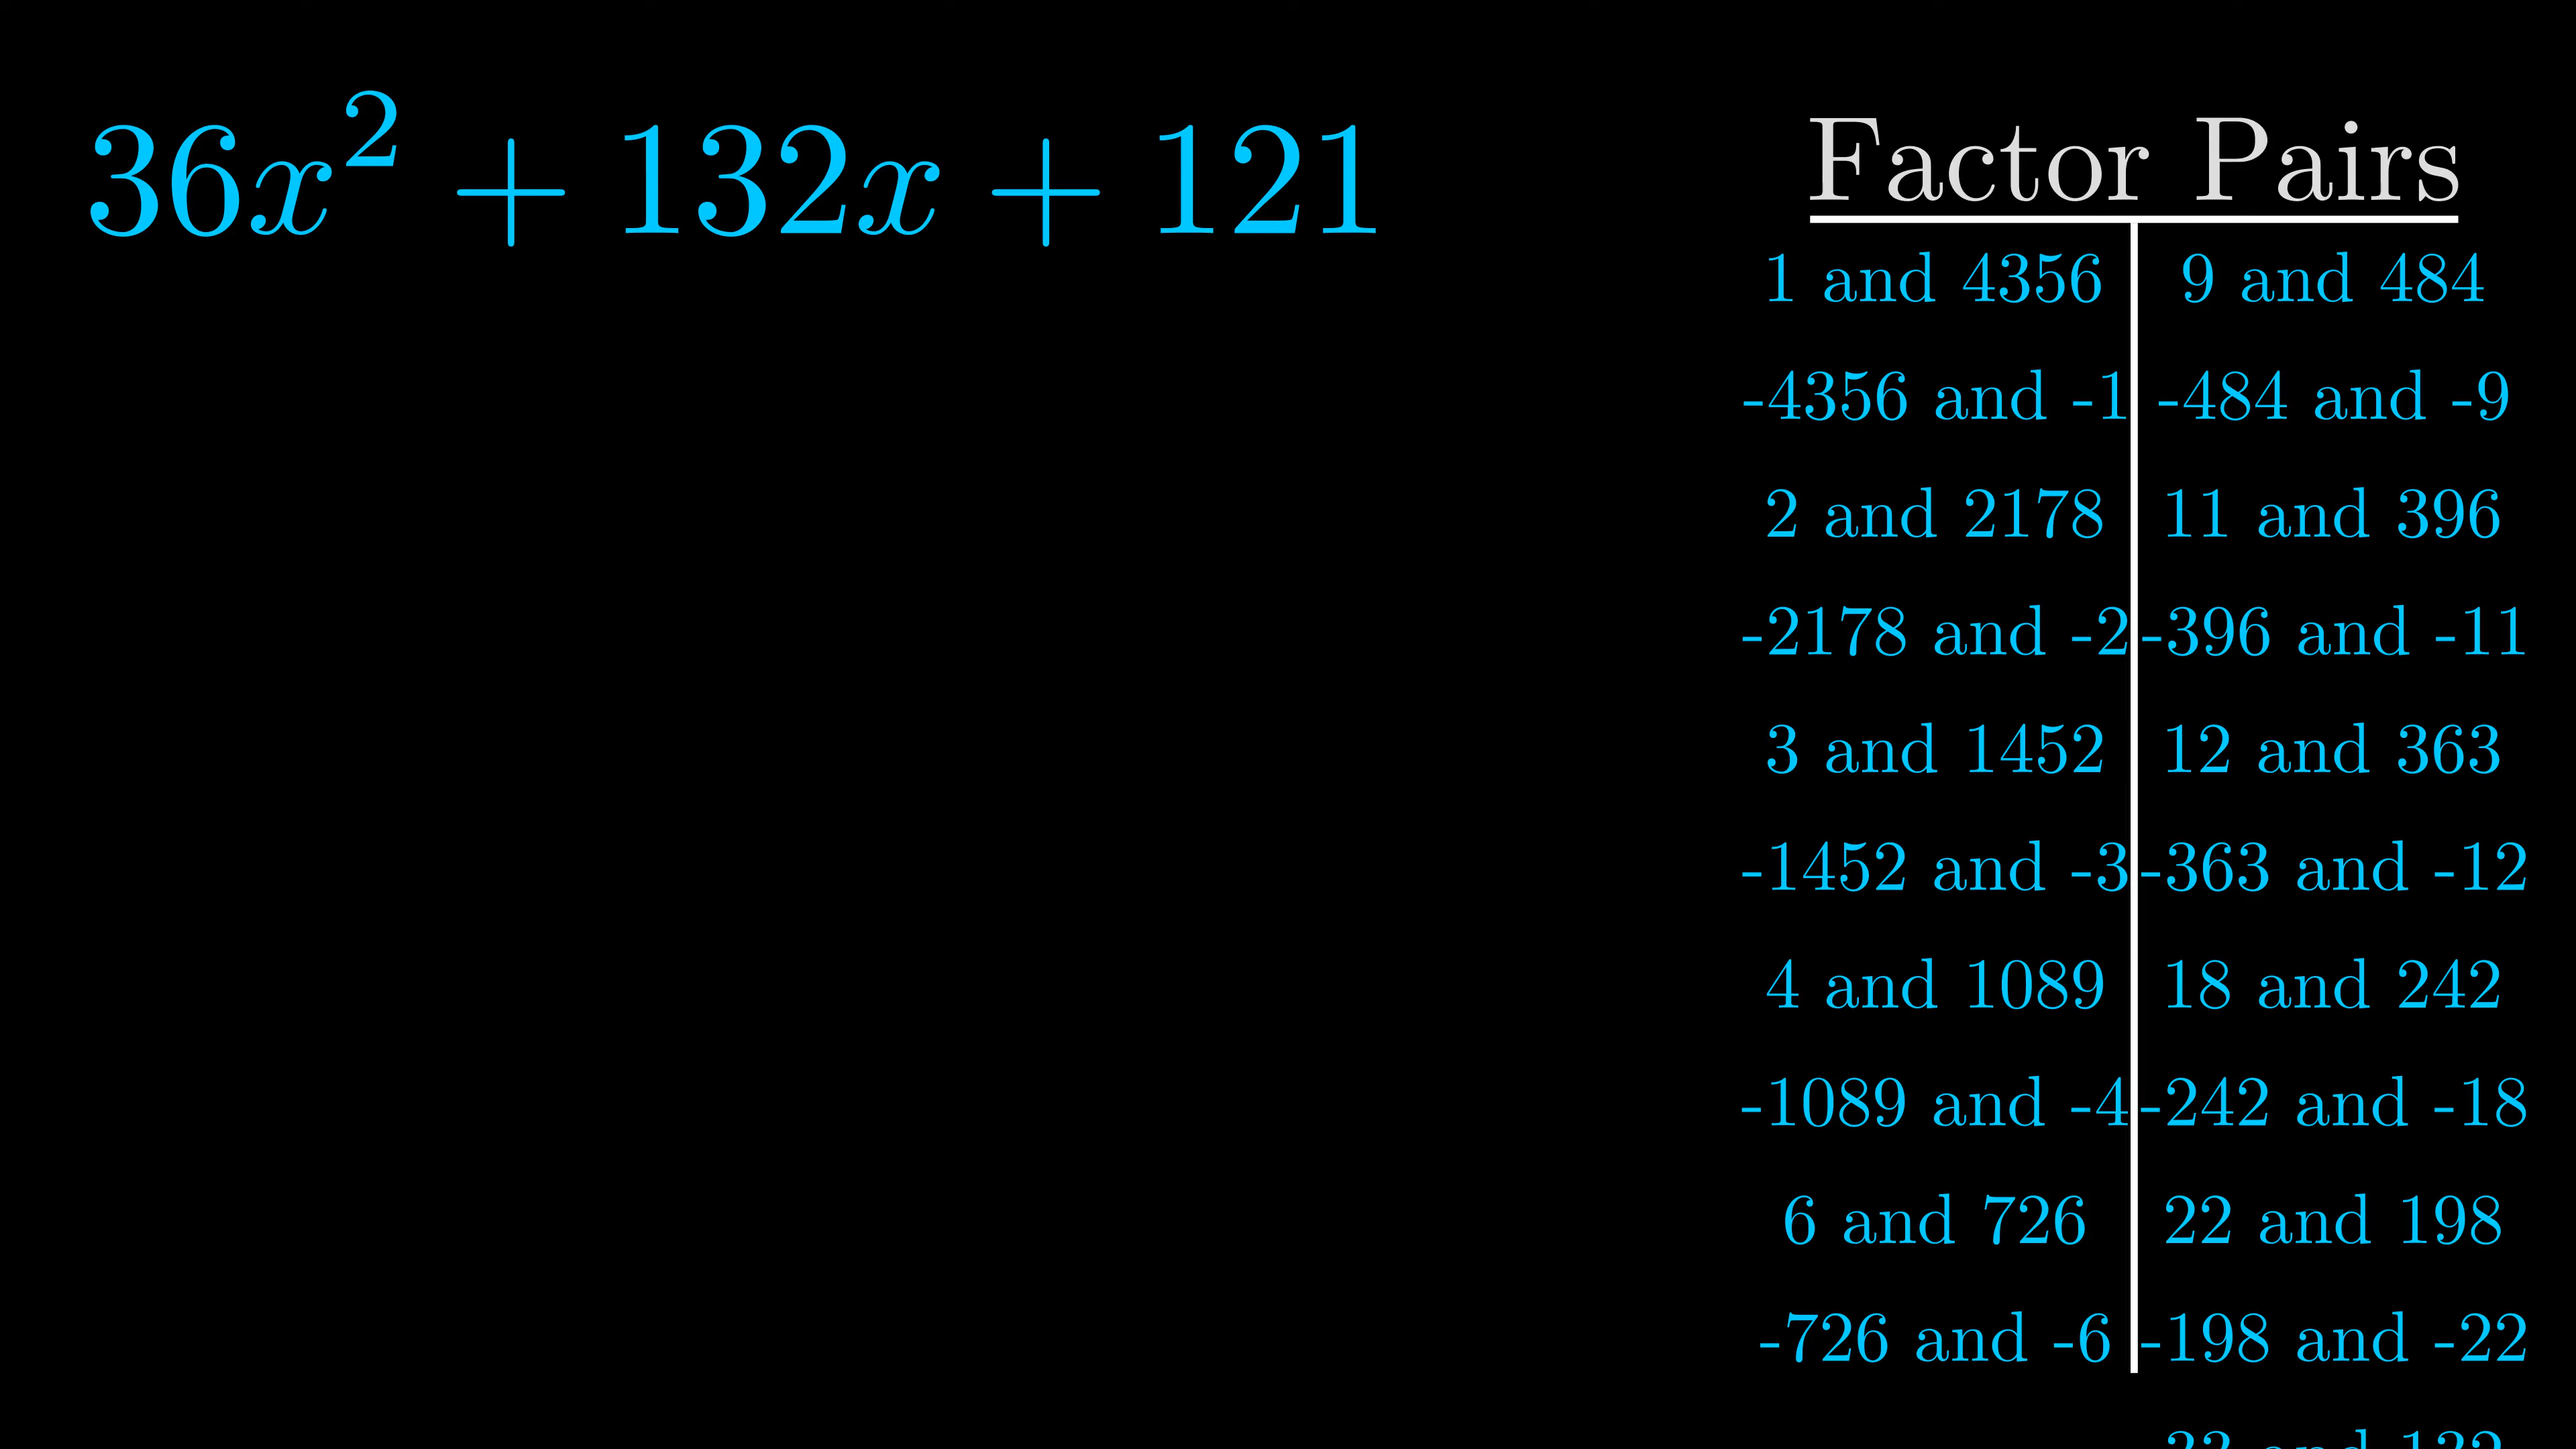 36x² + 132x + 121
Factor Pairs
1 and 4356 9 and 484
-4356 and -1 -484 and -9
2 and 2178 11 and 396
-2178 and -2 -396 and -11
3 and 1452 12 and 363
-1452 and -3 -363 and -12
4 and 1089 18 and 242
-1089 and -4 -242 and -18
6 and 726 22 and 198
-726 and -6 -198 and -22